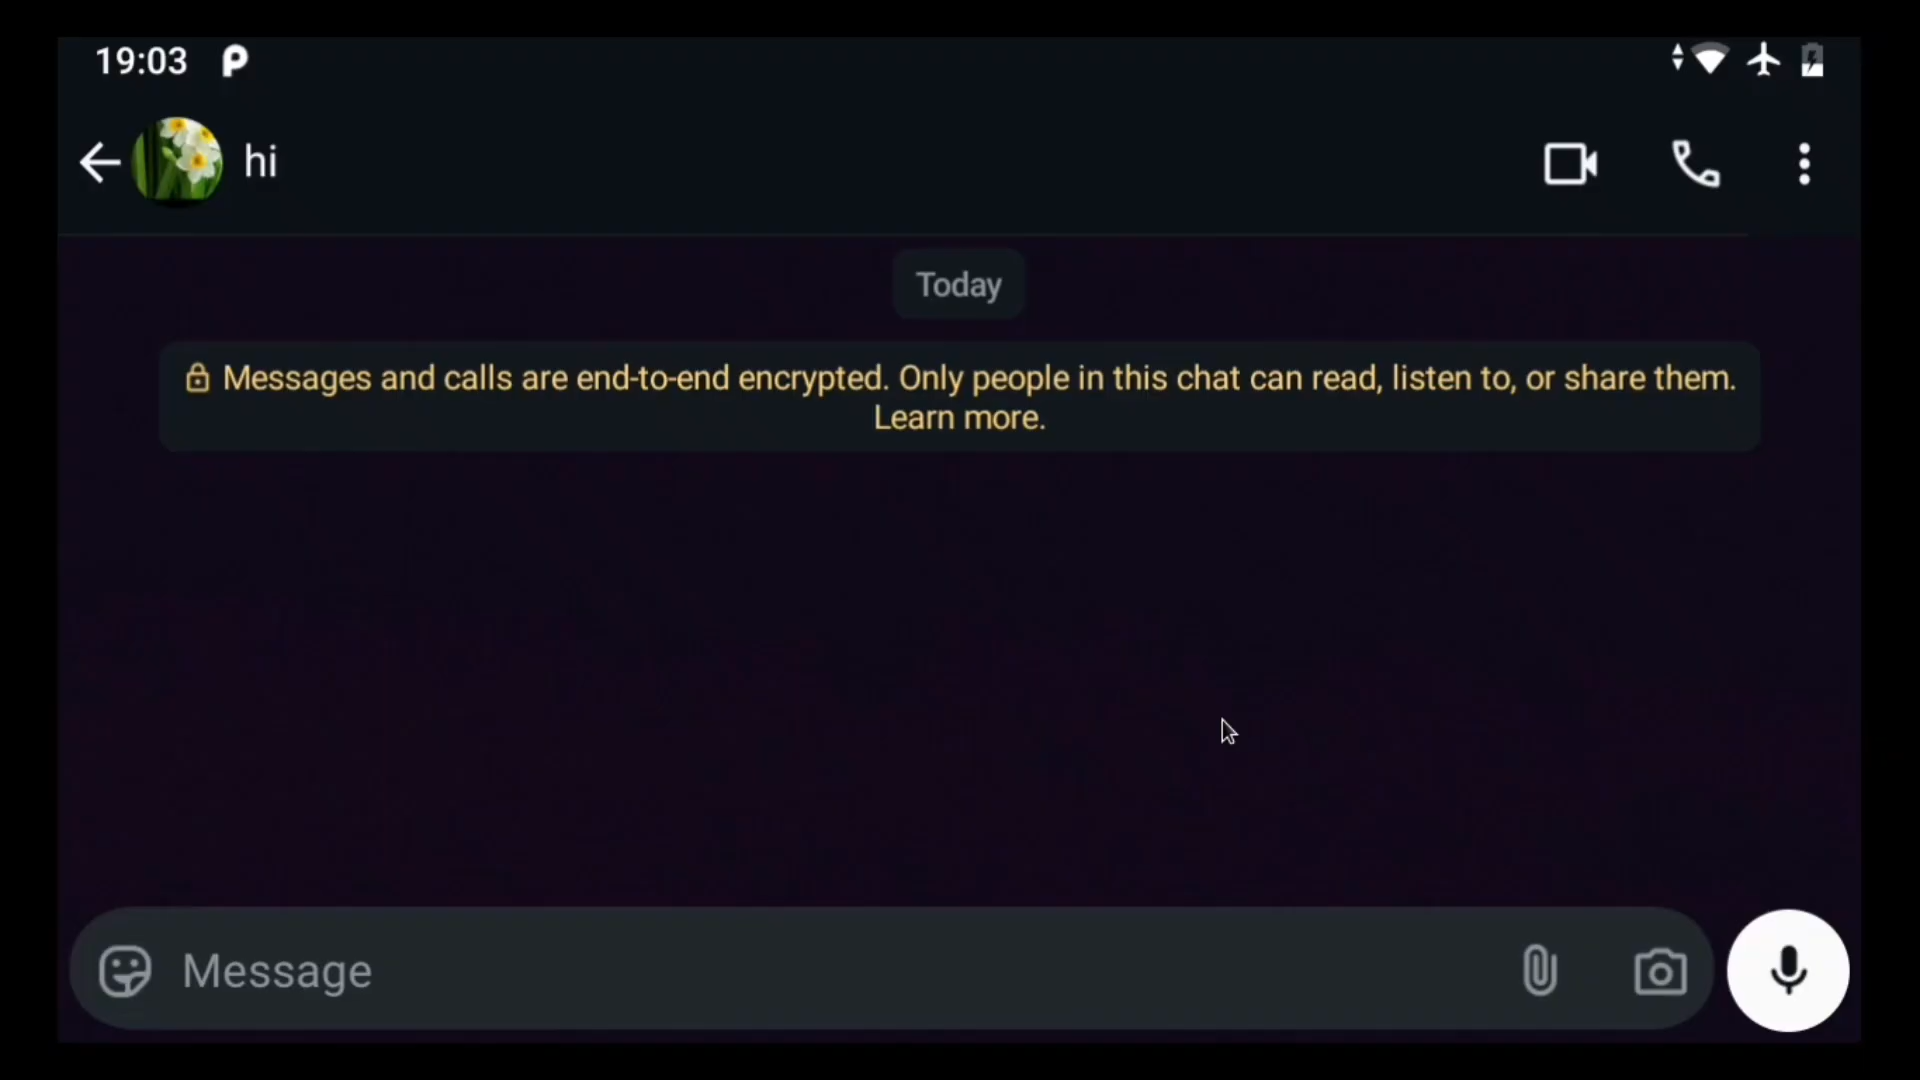 19:03
hi
Today
Messages and calls are end-to-end encrypted. Only people in this chat can read, listen to, or share them.
Learn more.
Message